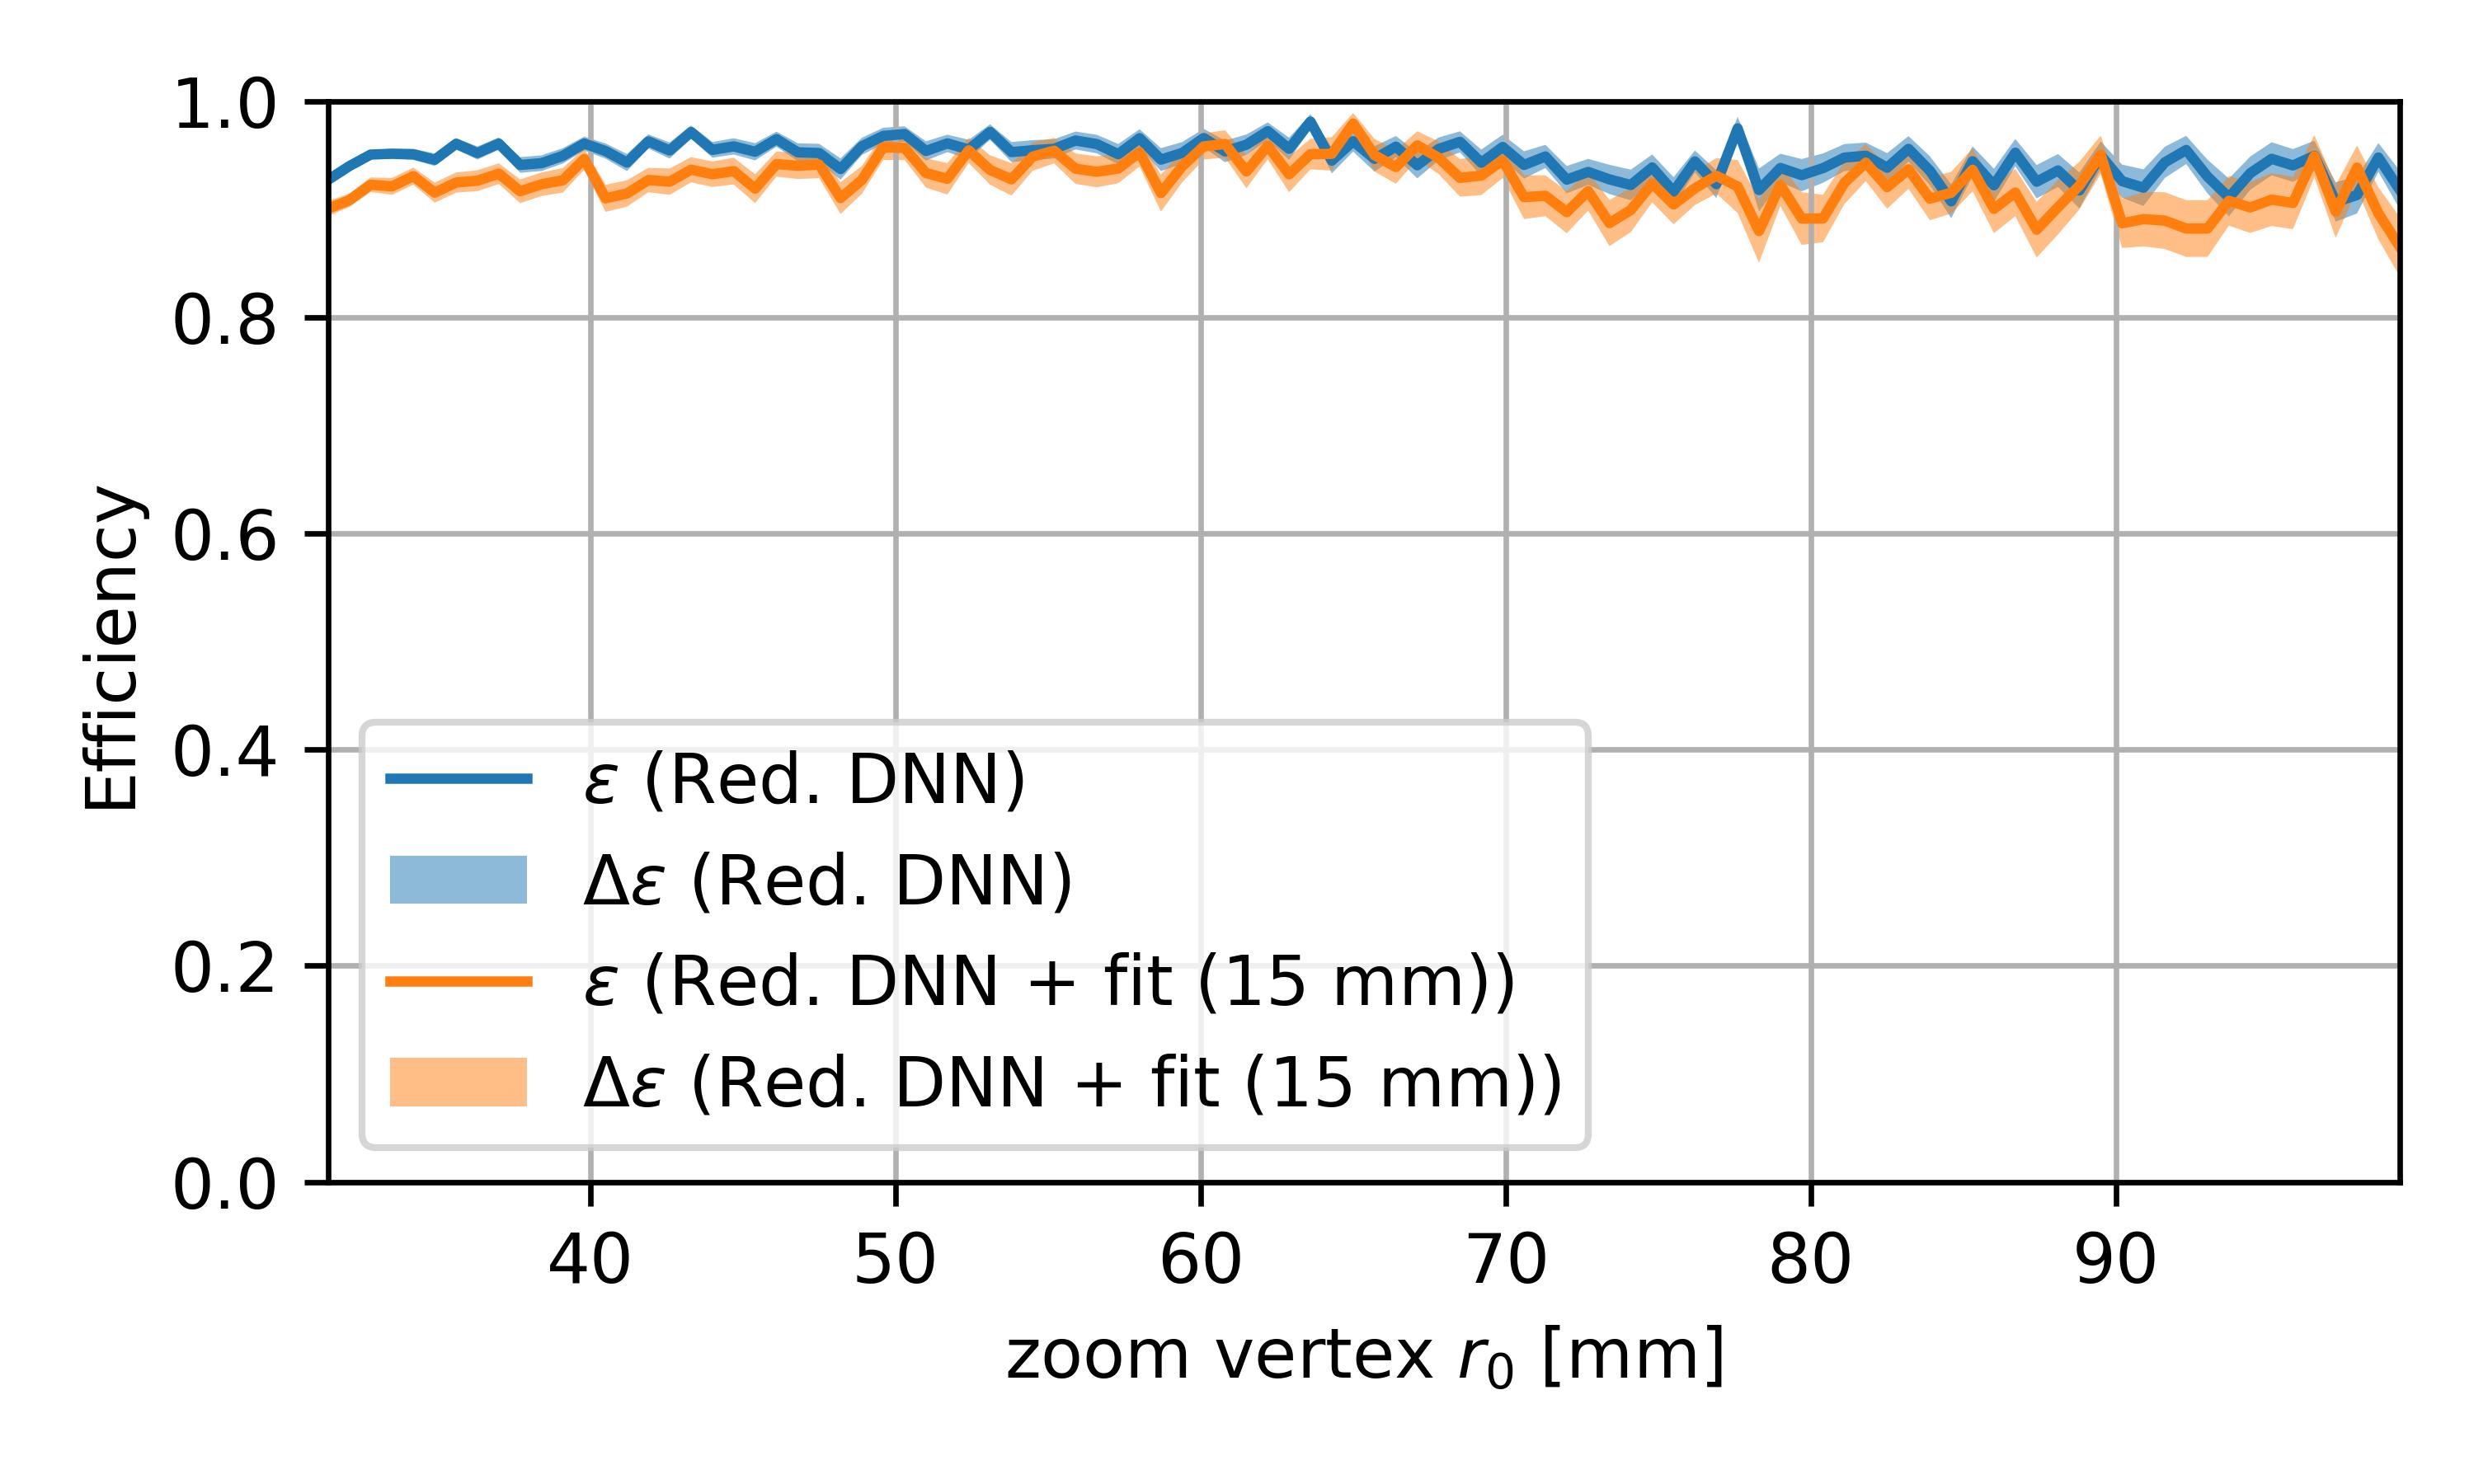 1.0
0.8
0.6
0.4
0.2
0.0
Efficiency
ε (Red. DNN)
Δε (Red. DNN)
ε (Red. DNN + fit (15 mm))
Δε (Red. DNN + fit (15 mm))
40 50 60 70 80 90
zoom vertex r₀ [mm]